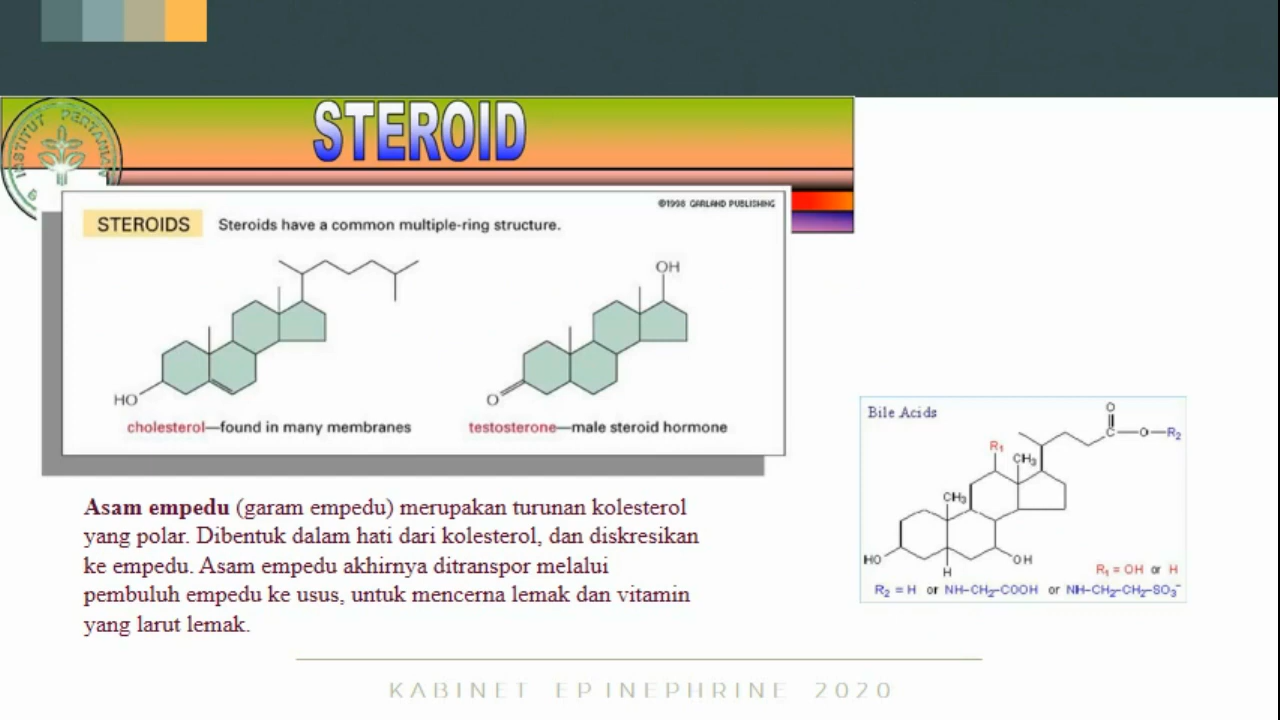 STEROID
INSTITUT PERTANIAN
©1998 GARLAND PUBLISHING
STEROIDS Steroids have a common multiple-ring structure.
OH
HO
O
cholesterol—found in many membranes
testosterone—male steroid hormone
Bile Acids
O
R₁
C—O—R₂
CH₃
CH₃
HO
OH
H
R₁ = OH or H
R₂ = H or NH-CH₂-COOH or NH-CH₂-CH₂-SO₃⁻
Asam empedu (garam empedu) merupakan turunan kolesterol
yang polar. Dibentuk dalam hati dari kolesterol, dan diskresikan
ke empedu. Asam empedu akhirnya ditranspor melalui
pembuluh empedu ke usus, untuk mencerna lemak dan vitamin
yang larut lemak.
KABINET EPINEPHRINE 2020